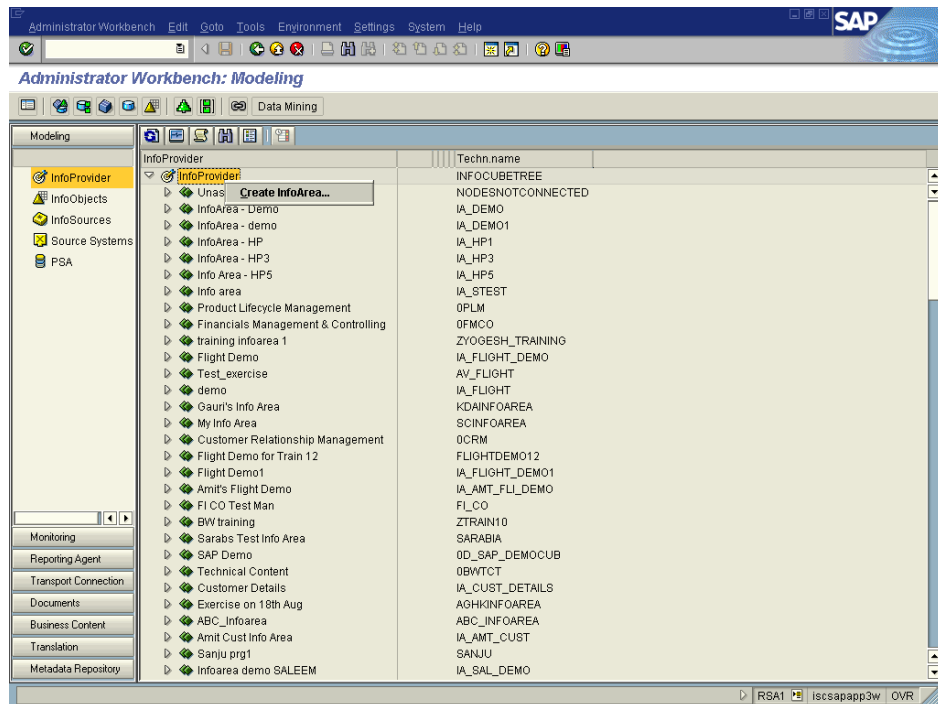 Administrator Workbench Edit Goto Tools Environment Settings System Help
SAP
Administrator Workbench: Modeling
Data Mining
Modeling
InfoProvider Techn.name
InfoProvider INFOCUBETREE
InfoProvider
InfoObjects
InfoSources
Source Systems
PSA
Unas NODESNOTCONNECTED
Create InfoArea...
InfoArea - Demo IA_DEMO
InfoArea - demo IA_DEMO1
InfoArea - HP IA_HP1
InfoArea - HP3 IA_HP3
Info Area - HP5 IA_HP5
Info area IA_STEST
Product Lifecycle Management 0PLM
Financials Management & Controlling 0FMCO
training infoarea 1 ZYOGESH_TRAINING
Flight Demo IA_FLIGHT_DEMO
Test_exercise AV_FLIGHT
demo IA_FLIGHT
Gauri's Info Area KDAINFOAREA
My Info Area SCINFOAREA
Customer Relationship Management 0CRM
Flight Demo for Train 12 FLIGHTDEMO12
Flight Demo1 IA_FLIGHT_DEMO1
Amit's Flight Demo IA_AMT_FLI_DEMO
FI CO Test Man FI_CO
BW training ZTRAIN10
Sarabs Test Info Area SARABIA
SAP Demo 0D_SAP_DEMOCUB
Technical Content 0BWTCT
Customer Details IA_CUST_DETAILS
Exercise on 18th Aug AGHKINFOAREA
ABC_Infoarea ABC_INFOAREA
Amit Cust Info Area IA_AMT_CUST
Sanju prg1 SANJU
Infoarea demo SALEEM IA_SAL_DEMO
Monitoring
Reporting Agent
Transport Connection
Documents
Business Content
Translation
Metadata Repository
RSA1 iscsapapp3w OVR